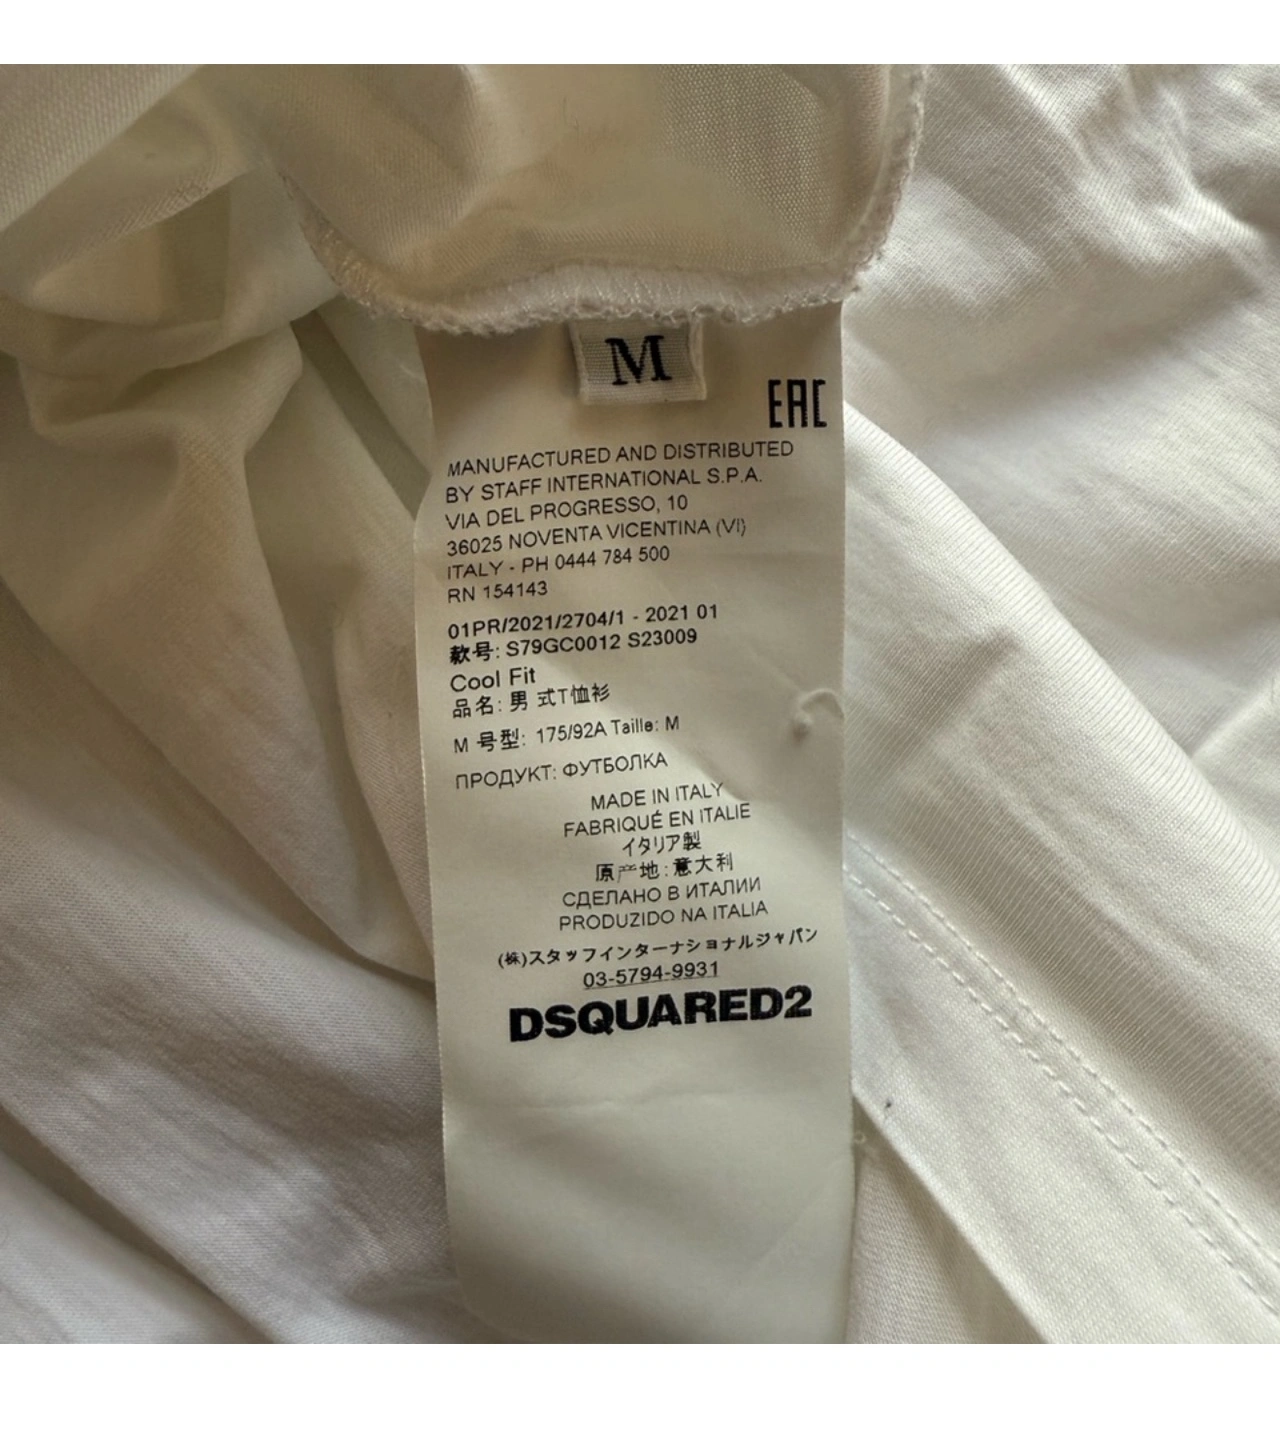 M
EAC
MANUFACTURED AND DISTRIBUTED
BY STAFF INTERNATIONAL S.P.A.
VIA DEL PROGRESSO, 10
36025 NOVENTA VICENTINA (VI)
ITALY - PH 0444 784 500
RN 154143
01PR/2021/2704/1 - 2021 01
款号: S79GC0012 S23009
Cool Fit
品名: 男 式T恤衫
M 号型: 175/92A Taille: M
ПРОДУКТ: ФУТБОЛКА
MADE IN ITALY
FABRIQUÉ EN ITALIE
イタリア製
原产地: 意大利
СДЕЛАНО В ИТАЛИИ
PRODUZIDO NA ITALIA
(株)スタッフインターナショナルジャパン
03-5794-9931
DSQUARED2